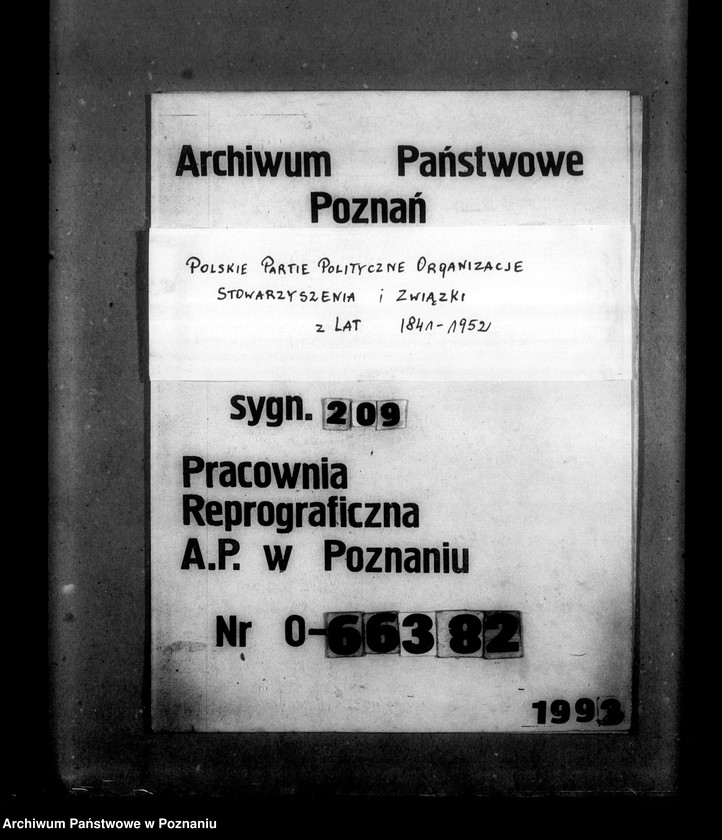 Archiwum Państwowe
Poznań
Polskie Partie Polityczne Organizacje
Stowarzyszenia i Związki
z Lat 1841-1952
sygn. 209
Pracownia
Reprograficzna
A.P. w Poznaniu
Nr 0-66382
1993
Archiwum Państwowe w Poznaniu